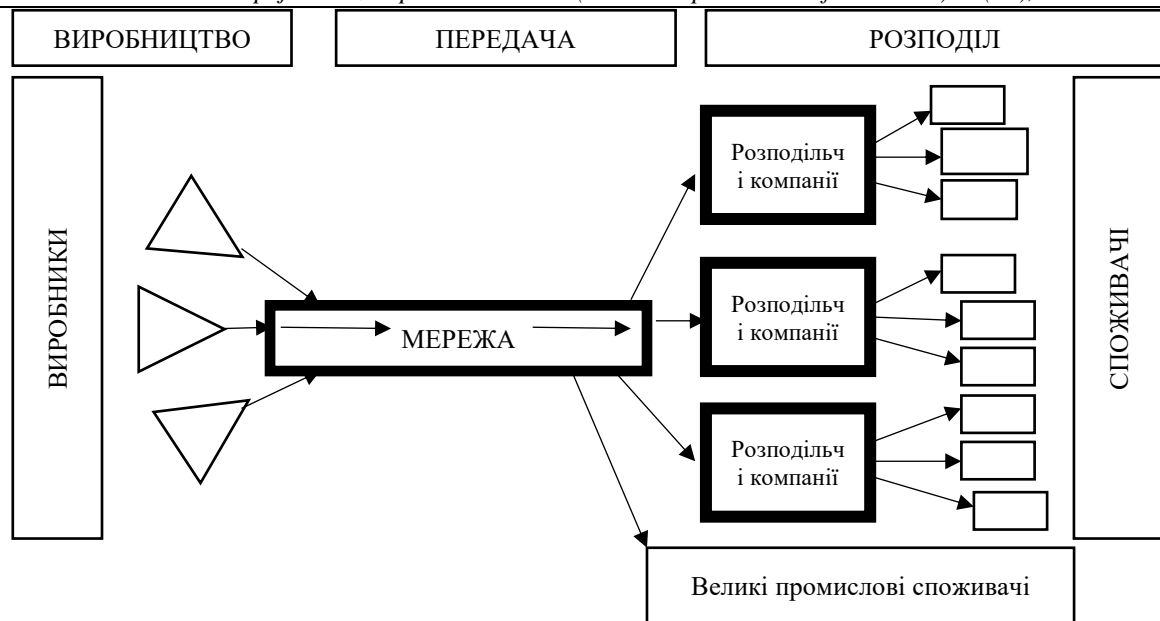 ВИРОБНИЦТВО
ПЕРЕДАЧА
РОЗПОДІЛ
ВИРОБНИКИ
МЕРЕЖА
Розподільч
і компанії
Розподільч
і компанії
Розподільч
і компанії
СПОЖИВАЧІ
Великі промислові споживачі